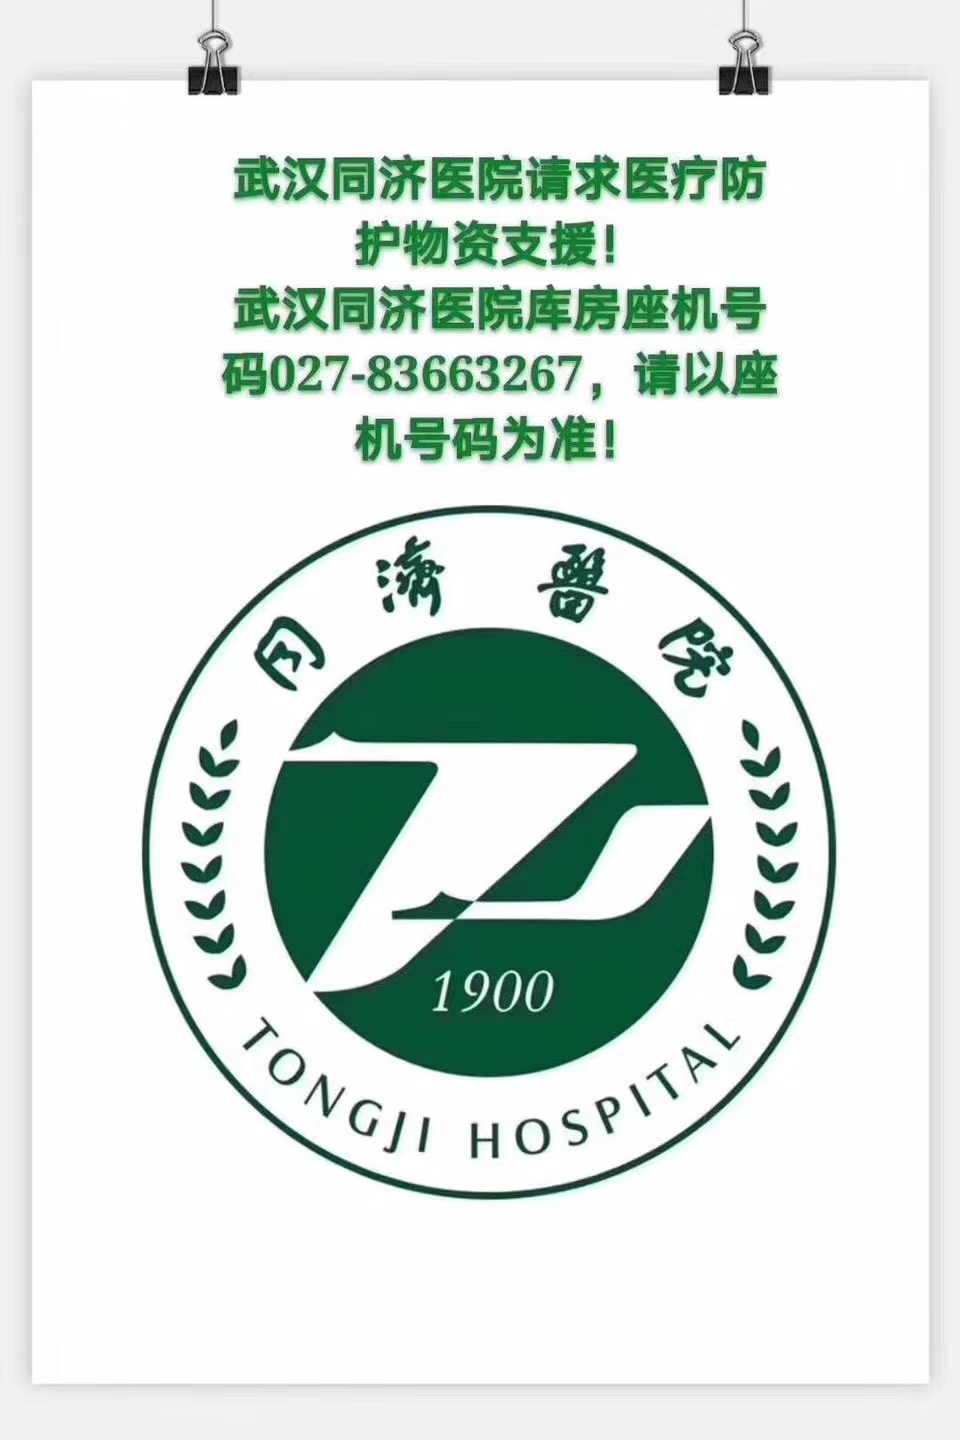 武汉同济医院请求医疗防
护物资支援！
武汉同济医院库房座机号
码027-83663267，请以座
机号码为准！
同濟醫院
1900
TONGJI HOSPITAL